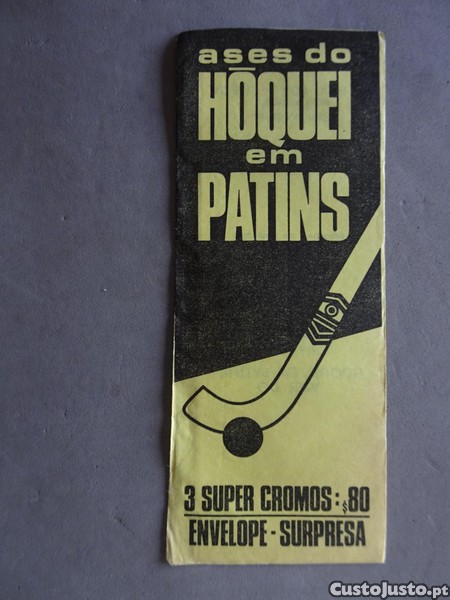 ases do
HÓQUEI
em
PATINS
3 SUPER CROMOS: $80
ENVELOPE - SURPRESA
CustoJusto.pt